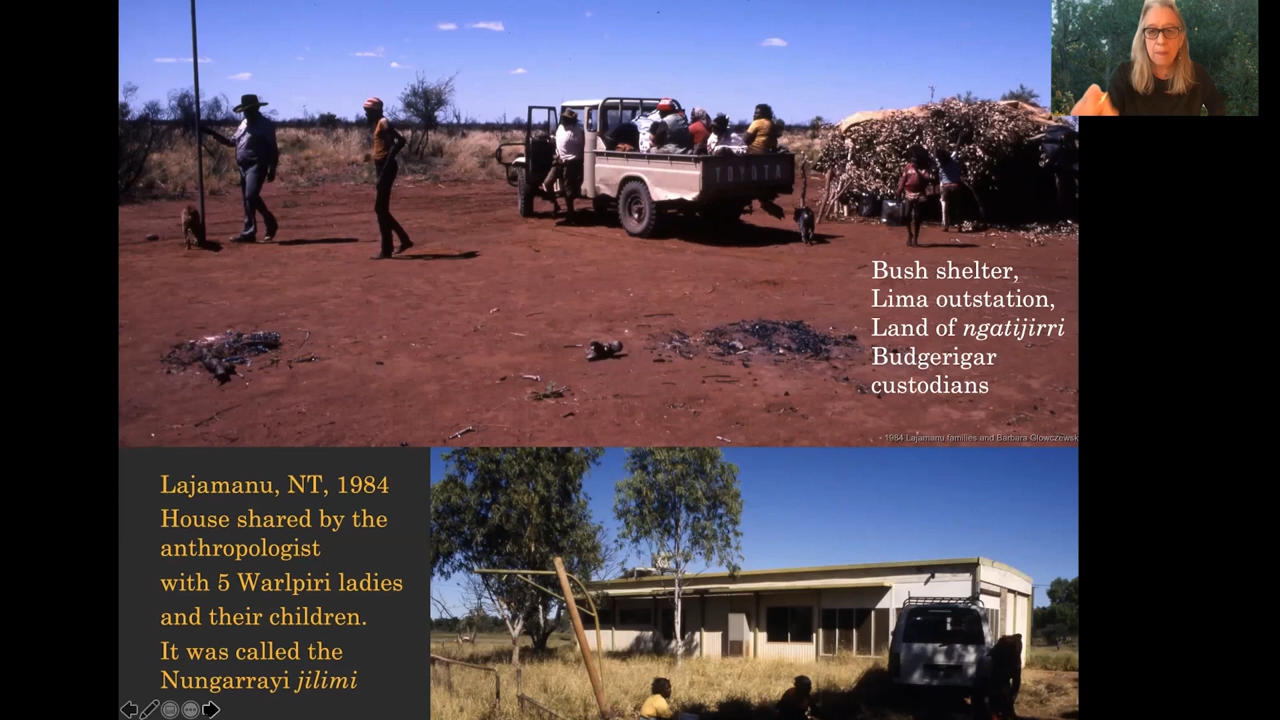 TOYOTA
Bush shelter,
Lima outstation,
Land of ngatijirri
Budgerigar
custodians
1984 Lajamanu families and Barbara Glowczewsk
Lajamanu, NT, 1984
House shared by the
anthropologist
with 5 Warlpiri ladies
and their children.
It was called the
Nungarrayi jilimi